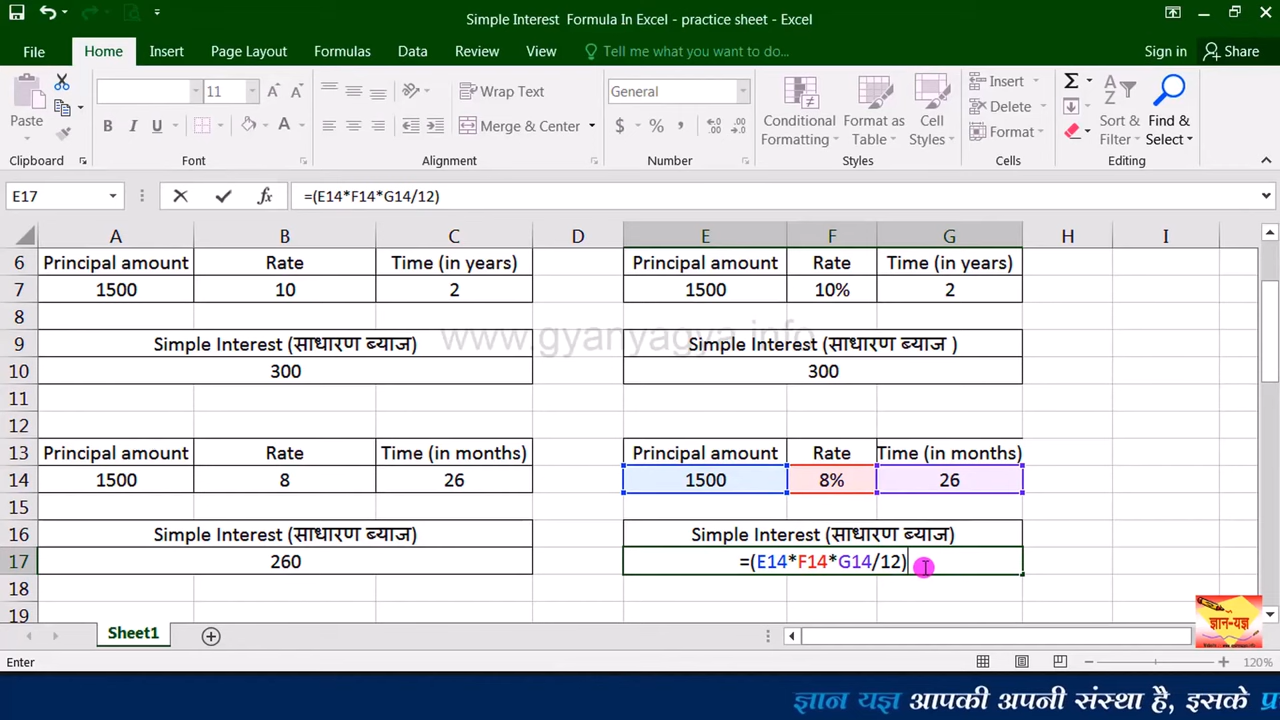 Simple Interest Formula In Excel - practice sheet - Excel
File Home Insert Page Layout Formulas Data Review View Tell me what you want to do... Sign in Share
11 A A Wrap Text General Insert
Paste B I U A Merge & Center $ % , Conditional Formatting Format as Table Cell Styles Delete Format Sort & Filter Find & Select
Clipboard Font Alignment Number Styles Cells Editing
E17 fx =(E14*F14*G14/12)
A B C D E F G H I
6 Principal amount Rate Time (in years) Principal amount Rate Time (in years)
7 1500 10 2 1500 10% 2
8
www.gyanyagya.info
9 Simple Interest (साधारण ब्याज) Simple Interest (साधारण ब्याज )
10 300 300
11
12
13 Principal amount Rate Time (in months) Principal amount Rate Time (in months)
14 1500 8 26 1500 8% 26
15
16 Simple Interest (साधारण ब्याज) Simple Interest (साधारण ब्याज)
17 260 =(E14*F14*G14/12)
18
19
ज्ञान-यज्ञ
Sheet1
Enter 120%
ज्ञान यज्ञ आपकी अपनी संस्था है, इसके प्र